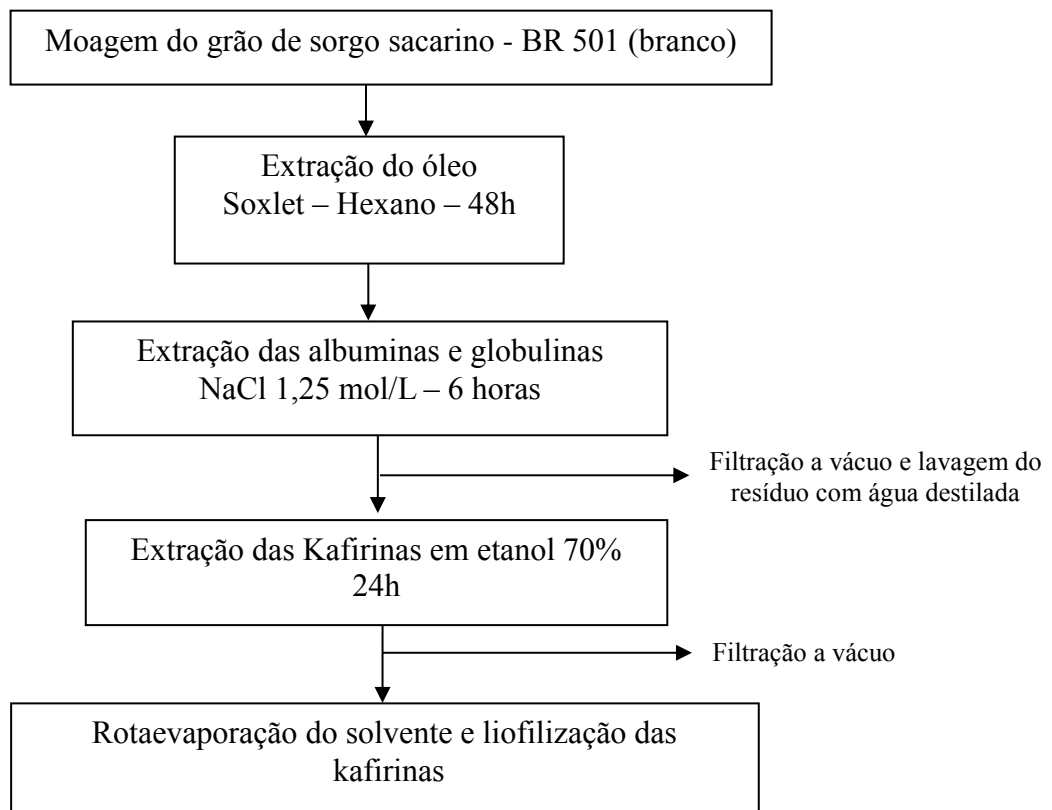 Moagem do grão de sorgo sacarino - BR 501 (branco)
Extração do óleo
Soxlet – Hexano – 48h
Extração das albuminas e globulinas
NaCl 1,25 mol/L – 6 horas
Filtração a vácuo e lavagem do
resíduo com água destilada
Extração das Kafirinas em etanol 70%
24h
Filtração a vácuo
Rotaevaporação do solvente e liofilização das
kafirinas